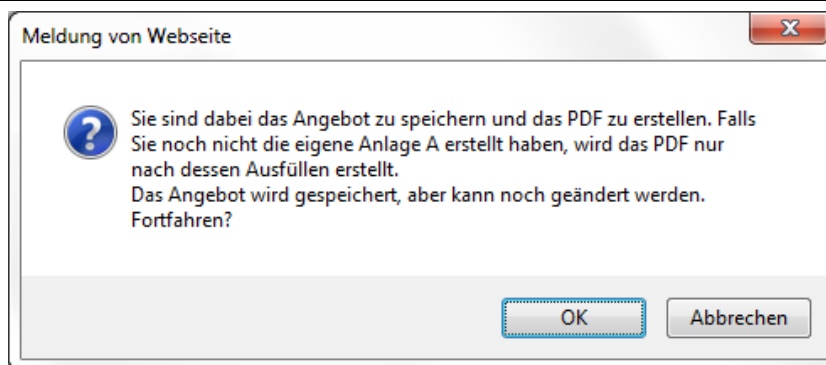 Meldung von Webseite
Sie sind dabei das Angebot zu speichern und das PDF zu erstellen. Falls
Sie noch nicht die eigene Anlage A erstellt haben, wird das PDF nur
nach dessen Ausfüllen erstellt.
Das Angebot wird gespeichert, aber kann noch geändert werden.
Fortfahren?
OK
Abbrechen